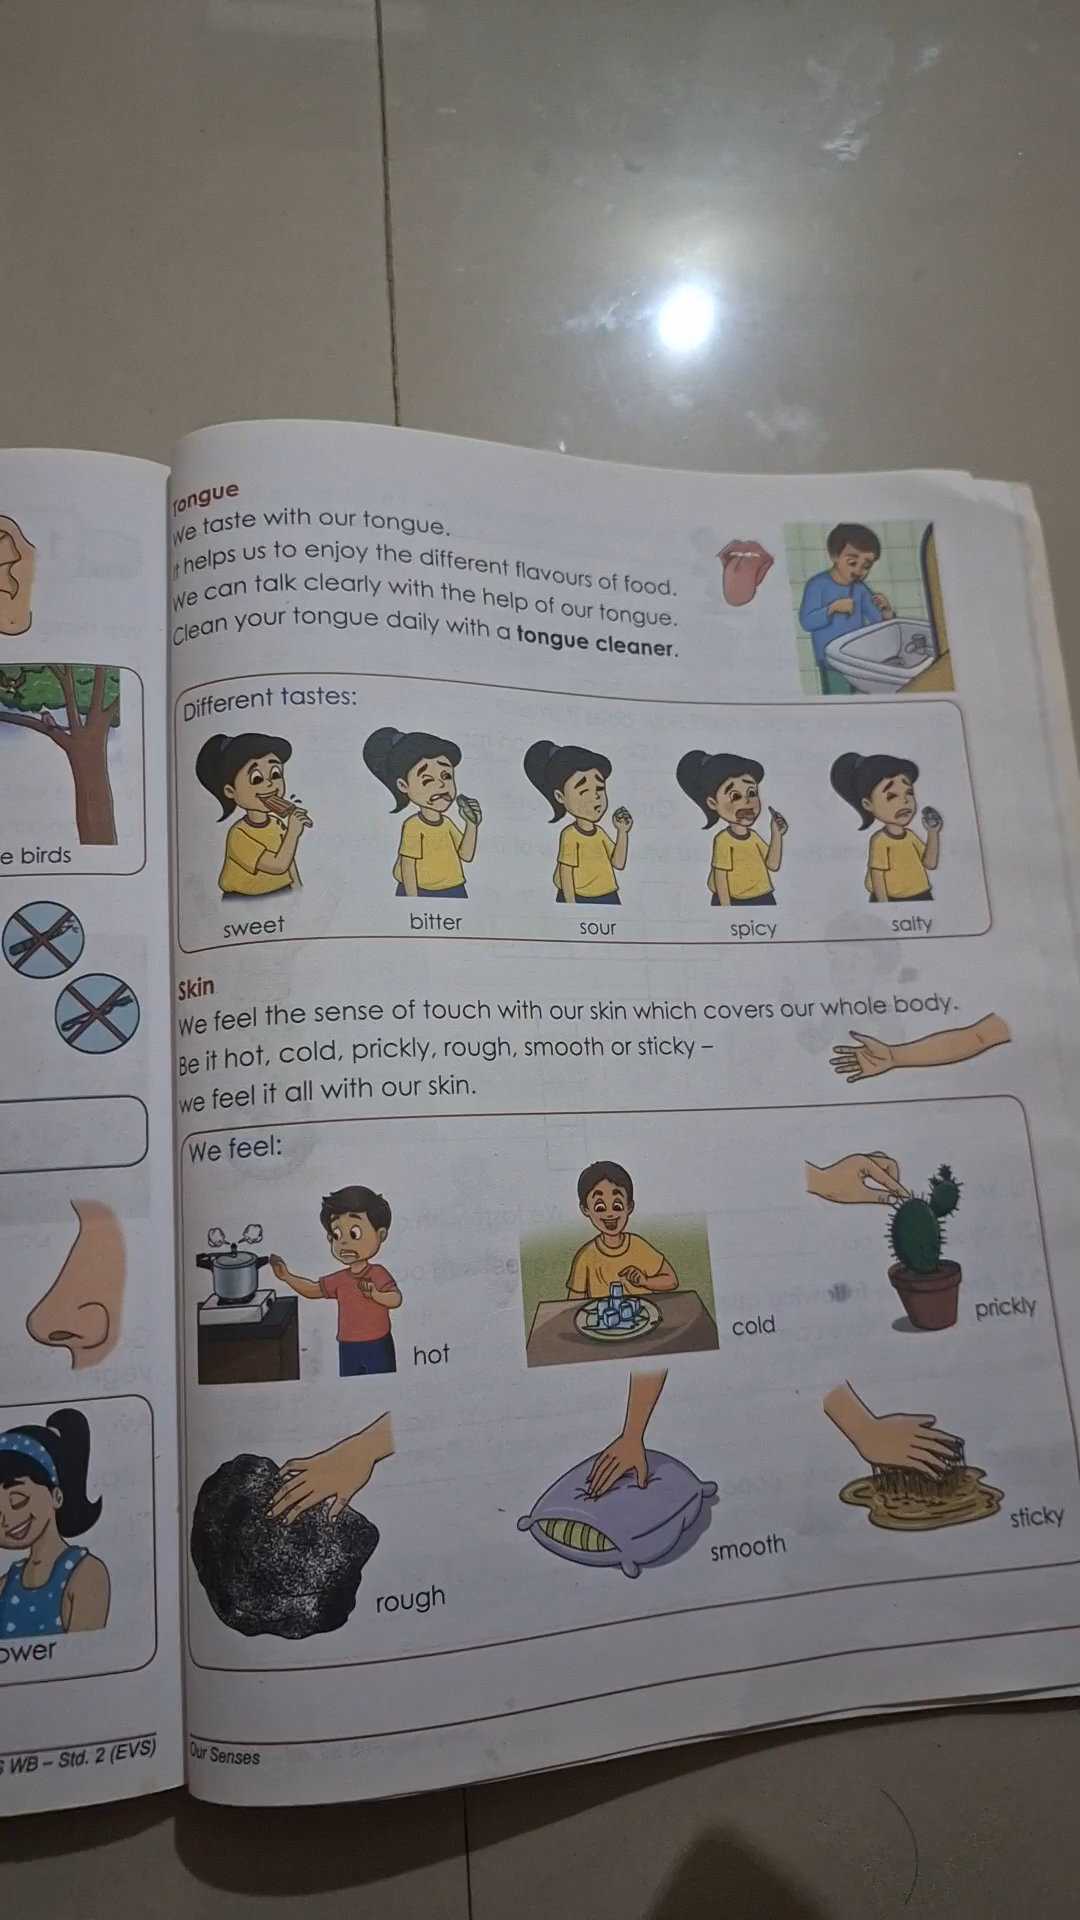 Tongue
We taste with our tongue.
It helps us to enjoy the different flavours of food.
We can talk clearly with the help of our tongue.
Clean your tongue daily with a tongue cleaner.
Different tastes:
sweet
bitter
sour
spicy
salty
Skin
We feel the sense of touch with our skin which covers our whole body.
Be it hot, cold, prickly, rough, smooth or sticky –
we feel it all with our skin.
We feel:
hot
cold
prickly
rough
smooth
sticky
Our Senses
e birds
ower
WB – Std. 2 (EVS)